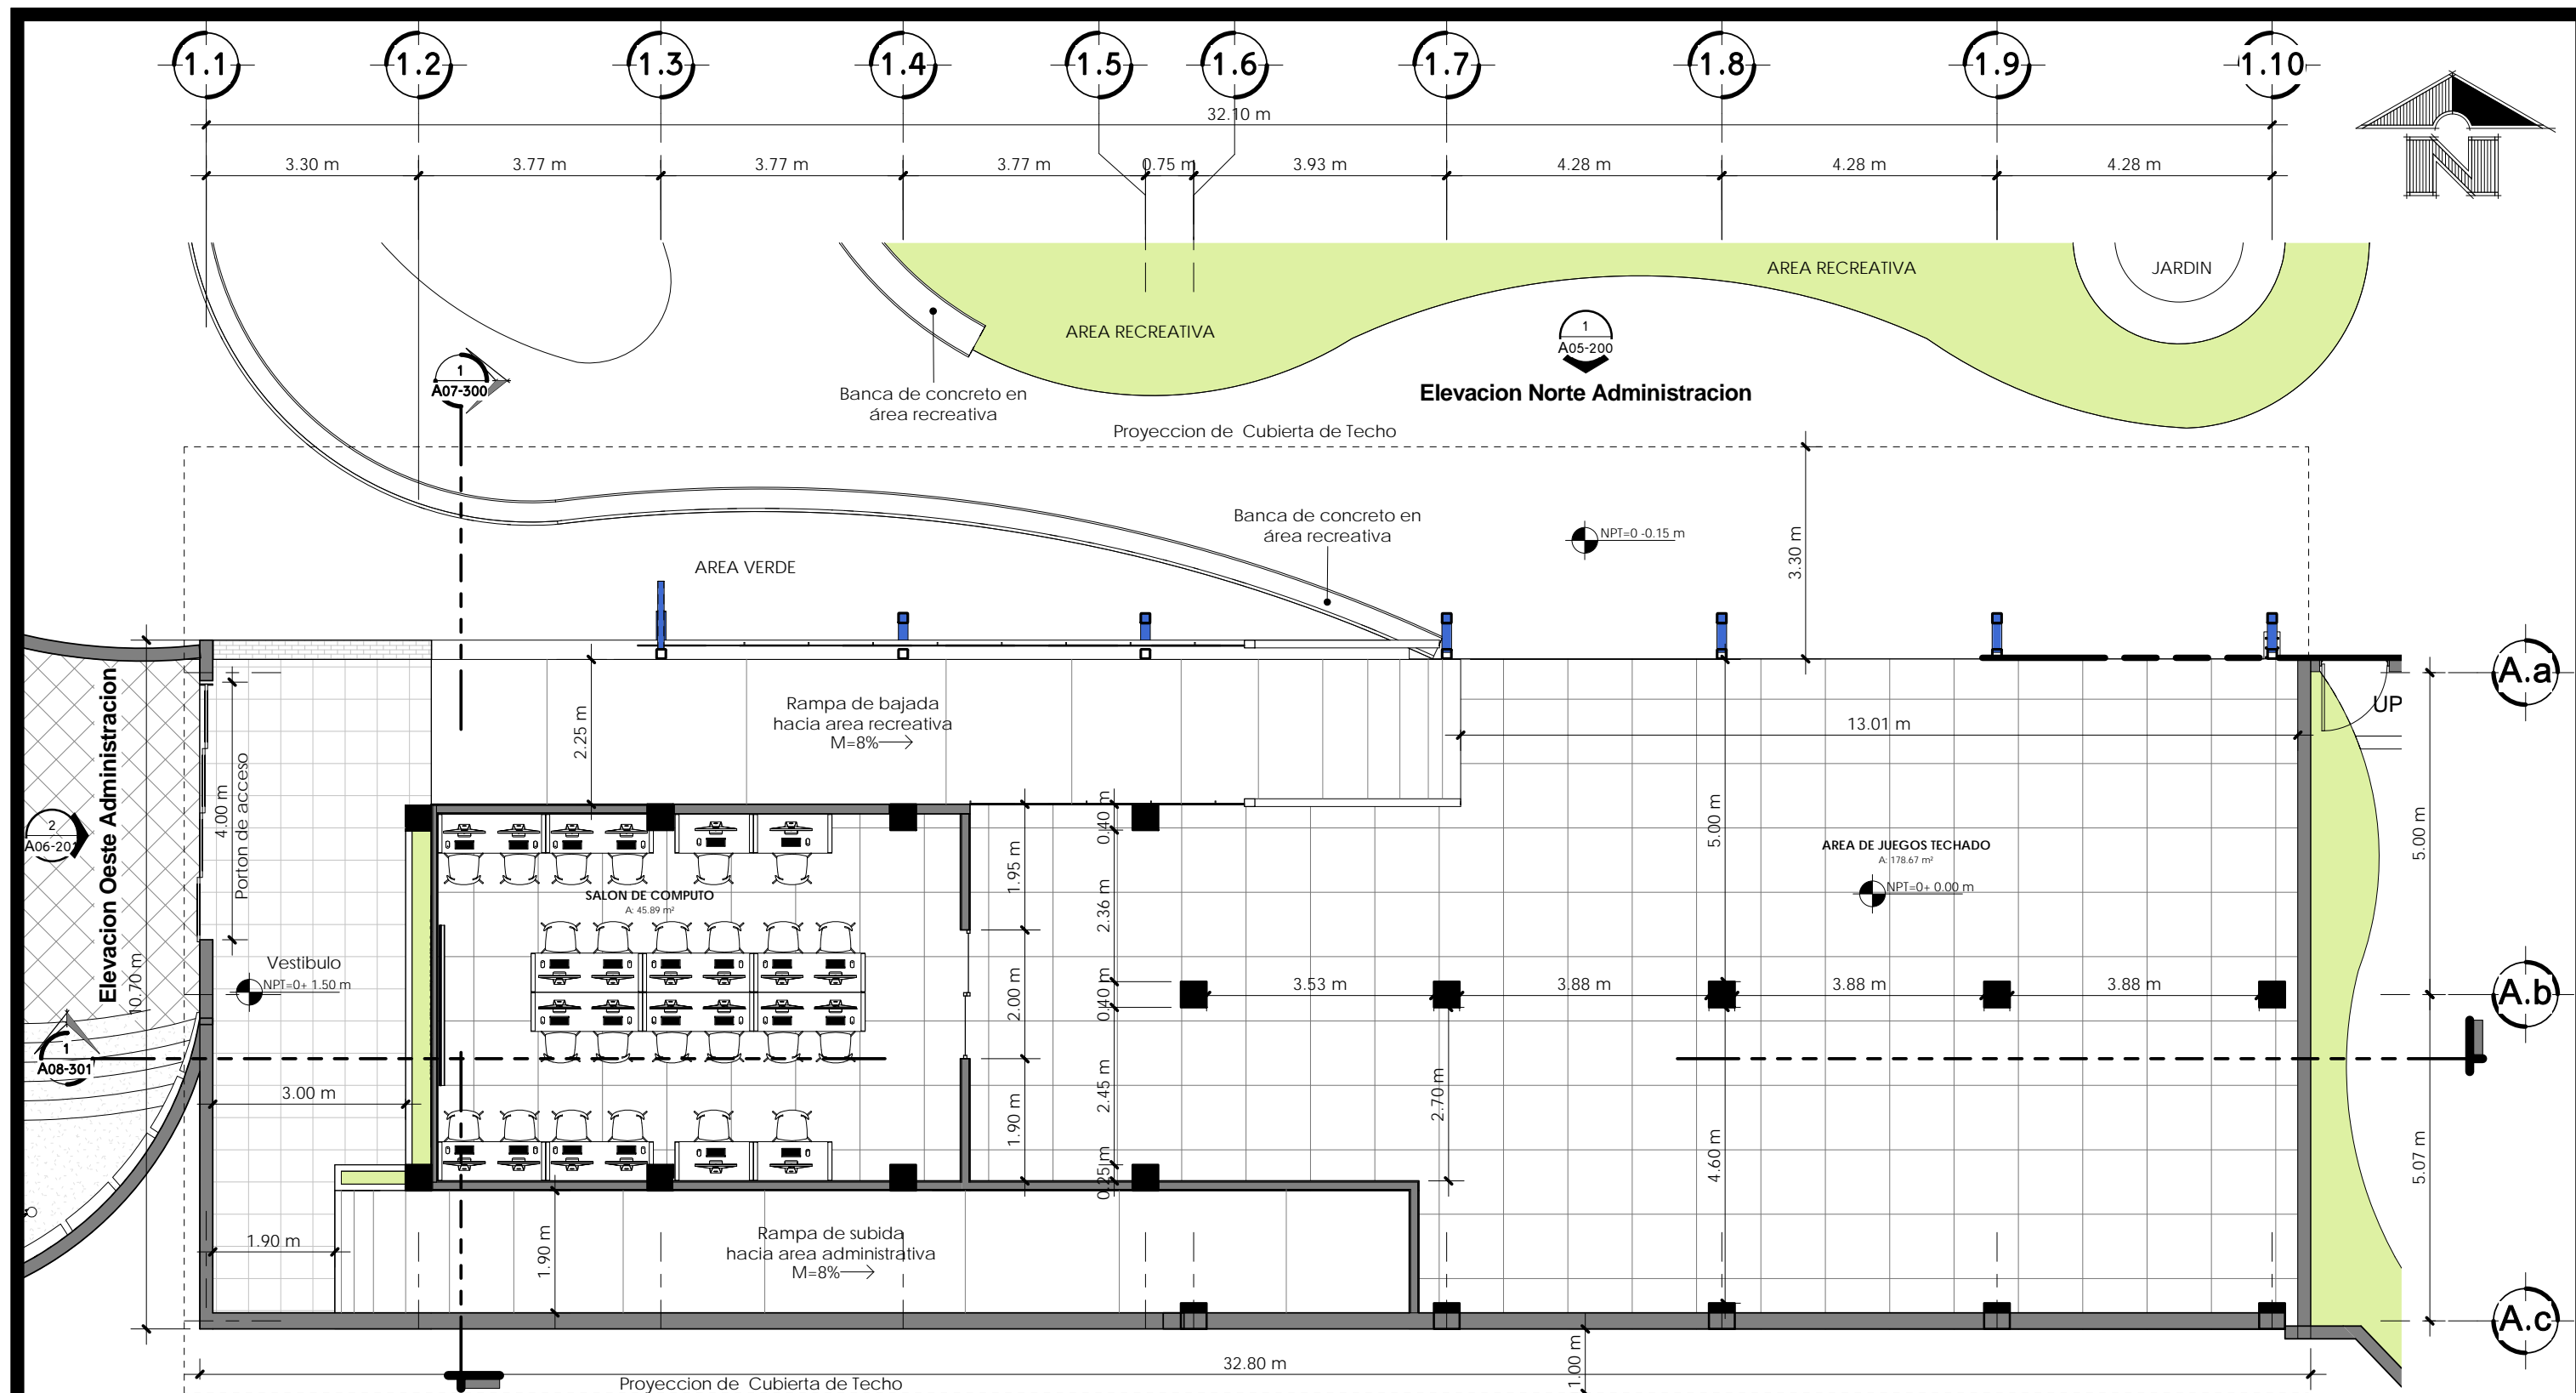 1.1
1.2
1.3
1.4
1.5
1.6
1.7
1.8
1.9
1.10
32.10 m
3.30 m
3.77 m
3.77 m
3.77 m
0.75 m
3.93 m
4.28 m
4.28 m
4.28 m
N
AREA RECREATIVA
JARDIN
AREA RECREATIVA
1
A05-200
Elevacion Norte Administracion
1
A07-300
Banca de concreto en
área recreativa
Proyeccion de Cubierta de Techo
Banca de concreto en
área recreativa
NPT=0 -0.15 m
3.30 m
AREA VERDE
A.a
UP
Rampa de bajada
hacia area recreativa
M=8%
2.25 m
13.01 m
Elevacion Oeste Administracion
4.00 m
Porton de acceso
2
A06-201
10.70 m
0.40 m
1.95 m
2.36 m
5.00 m
AREA DE JUEGOS TECHADO
A: 178.67 m²
NPT=0+ 0.00 m
5.00 m
SALON DE COMPUTO
A: 45.89 m²
Vestibulo
NPT=0+ 1.50 m
2.00 m
0.40 m
3.53 m
3.88 m
3.88 m
3.88 m
A.b
1
A08-301
3.00 m
1.90 m
2.45 m
2.70 m
4.60 m
0.25 m
5.07 m
1.90 m
1.90 m
Rampa de subida
hacia area administrativa
M=8%
A.c
32.80 m
1.00 m
Proyeccion de Cubierta de Techo